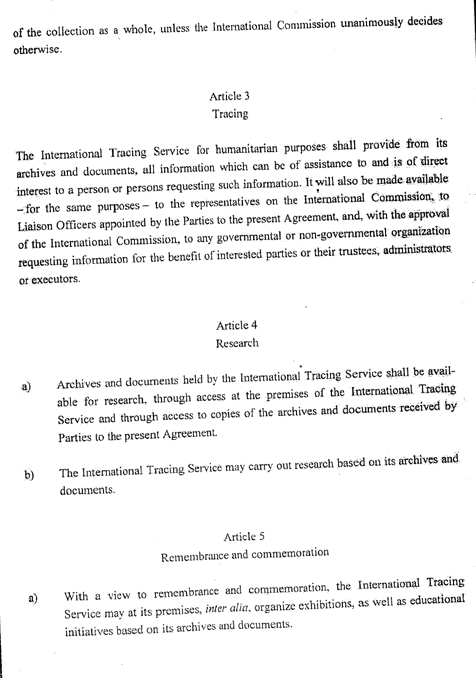 of the collection as a whole, unless the International Commission unanimously decides
otherwise.
Article 3
Tracing
The International Tracing Service for humanitarian purposes shall provide from its
archives and documents, all information which can be of assistance to and is of direct
interest to a person or persons requesting such information. It will also be made available
– for the same purposes – to the representatives on the International Commission, to
Liaison Officers appointed by the Parties to the present Agreement, and, with the approval
of the International Commission, to any governmental or non-governmental organization
requesting information for the benefit of interested parties or their trustees, administrators
or executors.
Article 4
Research
a) Archives and documents held by the International Tracing Service shall be avail-
able for research, through access at the premises of the International Tracing
Service and through access to copies of the archives and documents received by
Parties to the present Agreement.
b) The International Tracing Service may carry out research based on its archives and
documents.
Article 5
Remembrance and commemoration
a) With a view to remembrance and commemoration, the International Tracing
Service may at its premises, inter alia, organize exhibitions, as well as educational
initiatives based on its archives and documents.